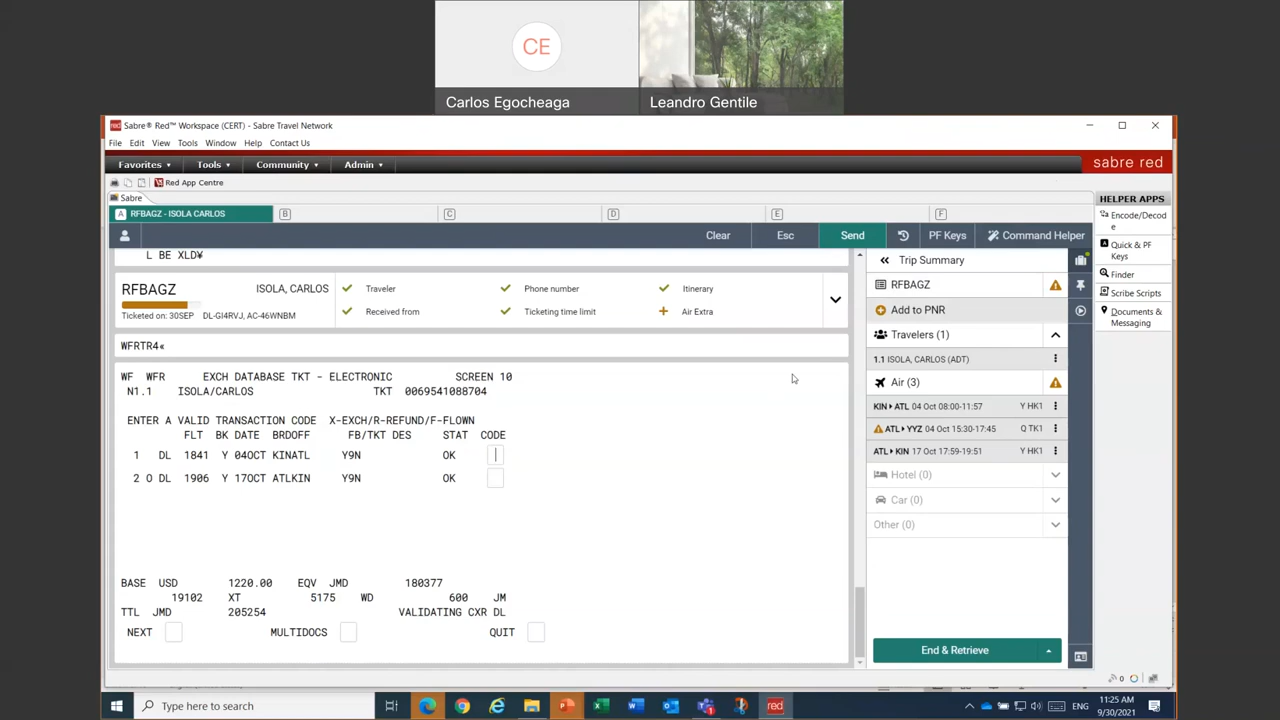 CE
Carlos Egocheaga
Leandro Gentile
red Sabre® Red™ Workspace (CERT) - Sabre Travel Network
File Edit View Tools Window Help Contact Us
Favorites Tools Community Admin
sabre red
Red App Centre
Sabre
HELPER APPS
A RFBAGZ - ISOLA CARLOS
B
C
D
E
F
Encode/Decod
e
Clear
Esc
Send
PF Keys
Command Helper
Quick & PF
Keys
Finder
Scribe Scripts
Documents &
Messaging
L BE XLD¥
RFBAGZ
ISOLA, CARLOS
Traveler
Phone number
Itinerary
Ticketed on: 30SEP
DL-GI4RVJ, AC-46WNBM
Received from
Ticketing time limit
Air Extra
WFRTR4«
WF WFR EXCH DATABASE TKT - ELECTRONIC SCREEN 10
N1.1 ISOLA/CARLOS TKT 0069541088704
ENTER A VALID TRANSACTION CODE X-EXCH/R-REFUND/F-FLOWN
FLT BK DATE BRDOFF FB/TKT DES STAT CODE
1 DL 1841 Y 04OCT KINATL Y9N OK
2 O DL 1906 Y 17OCT ATLKIN Y9N OK
BASE USD 1220.00 EQV JMD 180377
19102 XT 5175 WD 600 JM
TTL JMD 205254 VALIDATING CXR DL
NEXT MULTIDOCS QUIT
Trip Summary
RFBAGZ
Add to PNR
Travelers (1)
1.1 ISOLA, CARLOS (ADT)
Air (3)
KIN ATL 04 Oct 08:00-11:57 Y HK1
ATL YYZ 04 Oct 15:30-17:45 Q TK1
ATL KIN 17 Oct 17:59-19:51 Y HK1
Hotel (0)
Car (0)
Other (0)
End & Retrieve
0
Type here to search
red
ENG
11:25 AM
9/30/2021